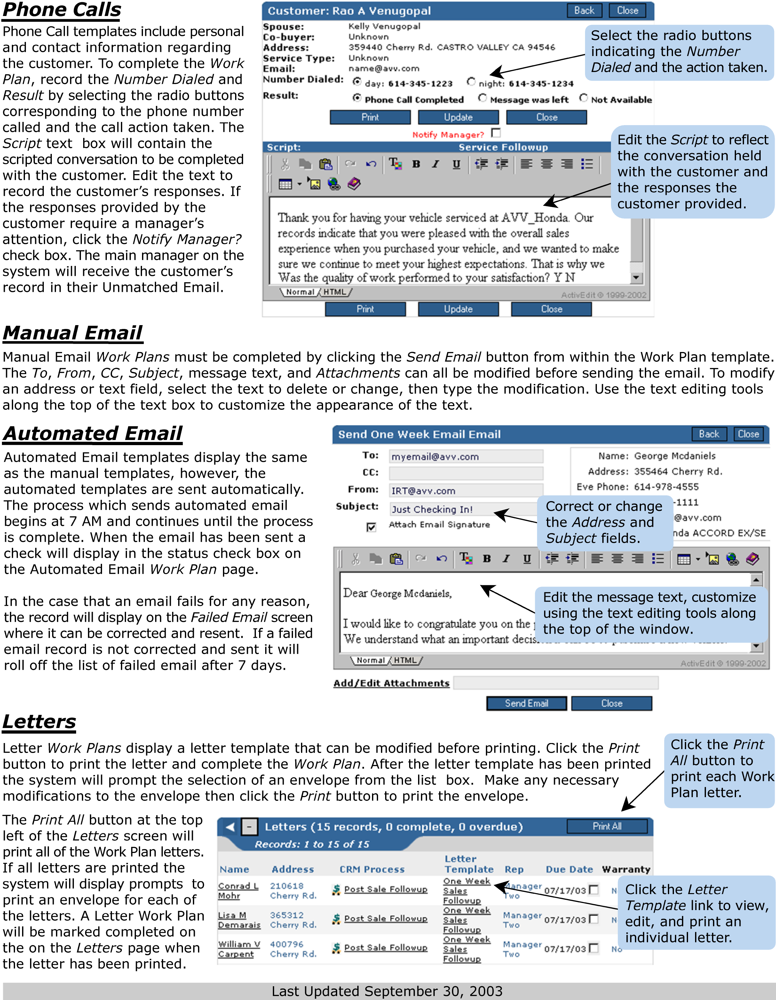 Phone Calls
Phone Call templates include personal
and contact information regarding
the customer. To complete the Work
Plan, record the Number Dialed and
Result by selecting the radio buttons
corresponding to the phone number
called and the call action taken. The
Script text  box will contain the
scripted conversation to be completed
with the customer. Edit the text to
record the customer’s responses. If
the responses provided by the
customer require a manager’s
attention, click the Notify Manager?
check box. The main manager on the
system will receive the customer’s
record in their Unmatched Email.
Customer: Rao A Venugopal Back Close
Spouse: Kelly Venugopal
Co-buyer: Unknown
Address: 359440 Cherry Rd. CASTRO VALLEY CA 94546
Service Type: Unknown
Email: name@avv.com
Number Dialed: day: 614-345-1223 night: 614-345-1234
Result: Phone Call Completed Message was left Not Available
Print Update Close
Notify Manager?
Script: Service Followup
B I U
Thank you for having your vehicle serviced at AVV_Honda. Our
records indicate that you were pleased with the overall sales
experience when you purchased your vehicle, and we wanted to make
sure we continue to meet your highest expectations. That is why we
Was the quality of work performed to your satisfaction? Y N
Normal HTML ActivEdit © 1999-2002
Print Update Close
Select the radio buttons
indicating the Number
Dialed and the action taken.
Edit the Script to reflect
the conversation held
with the customer and
the responses the
customer provided.
Manual Email
Manual Email Work Plans must be completed by clicking the Send Email button from within the Work Plan template.
The To, From, CC, Subject, message text, and Attachments can all be modified before sending the email. To modify
an address or text field, select the text to delete or change, then type the modification. Use the text editing tools
along the top of the text box to customize the appearance of the text.
Automated Email
Automated Email templates display the same
as the manual templates, however, the
automated templates are sent automatically.
The process which sends automated email
begins at 7 AM and continues until the process
is complete. When the email has been sent a
check will display in the status check box on
the Automated Email Work Plan page.
In the case that an email fails for any reason,
the record will display on the Failed Email screen
where it can be corrected and resent.  If a failed
email record is not corrected and sent it will
roll off the list of failed email after 7 days.
Send One Week Email Email Back Close
To: myemail@avv.com
CC:
From: IRT@avv.com
Subject: Just Checking In!
Attach Email Signature
Name: George Mcdaniels
Address: 355464 Cherry Rd.
Eve Phone: 614-978-4555
-1111
@avv.com
nda ACCORD EX/SE
Correct or change
the Address and
Subject fields.
B I U
Dear George Mcdaniels,
I would like to congratulate you on the
We understand what an important
Normal HTML ActivEdit © 1999-2002
Edit the message text, customize
using the text editing tools along
the top of the window.
Add/Edit Attachments
Send Email Close
Letters
Letter Work Plans display a letter template that can be modified before printing. Click the Print
button to print the letter and complete the Work Plan. After the letter template has been printed
the system will prompt the selection of an envelope from the list  box.  Make any necessary
modifications to the envelope then click the Print button to print the envelope.
Click the Print
All button to
print each Work
Plan letter.
The Print All button at the top
left of the Letters screen will
print all of the Work Plan letters.
If all letters are printed the
system will display prompts  to
print an envelope for each of
the letters. A Letter Work Plan
will be marked completed on
the on the Letters page when
the letter has been printed.
- Letters (15 records, 0 complete, 0 overdue) Print All
Records: 1 to 15 of 15
Letter
Name Address CRM Process Template Rep Due Date Warranty
One Week
Conrad L 210618 Post Sale Followup Sales Manager 07/17/03
Mohr Cherry Rd. Followup Two
One Week
Lisa M 365312 Post Sale Followup Sales Manager 07/17/03
Demarais Cherry Rd. Followup Two
One Week
William V 400796 Post Sale Followup Sales Manager 07/17/03 No
Carpent Cherry Rd. Followup Two
Click the Letter
Template link to view,
edit, and print an
individual letter.
Last Updated September 30, 2003